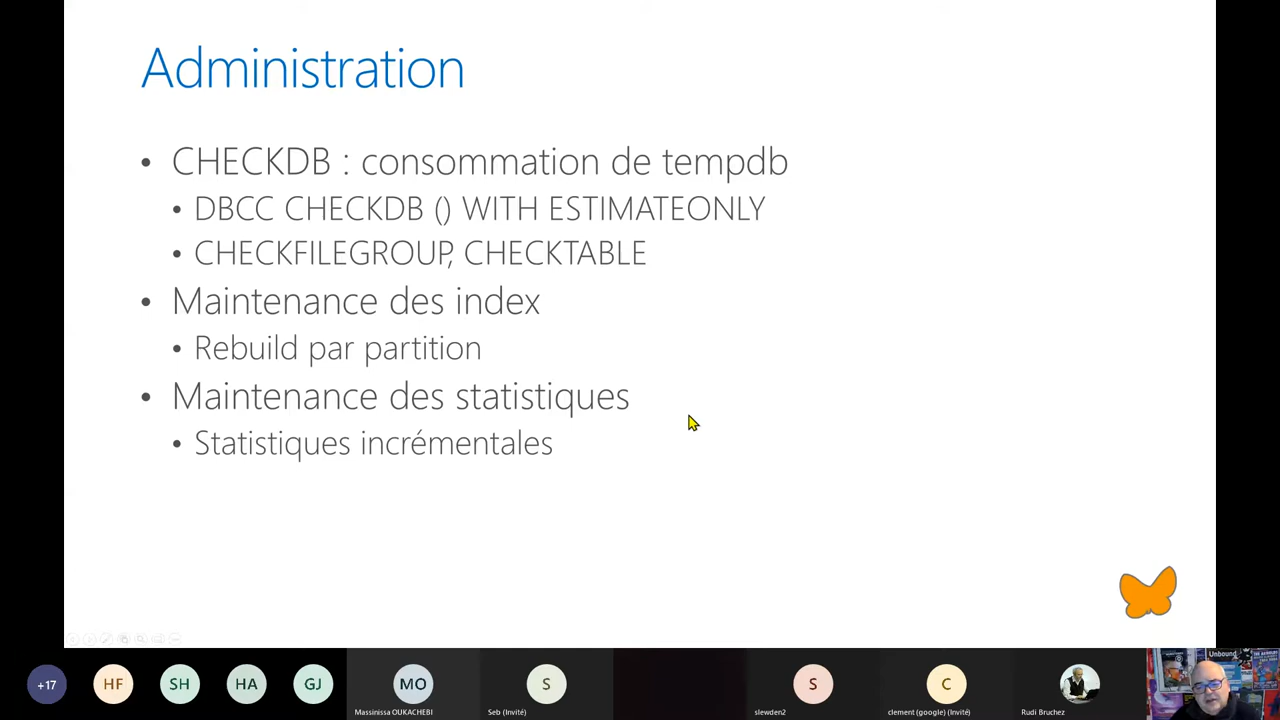 Administration
• CHECKDB : consommation de tempdb
• DBCC CHECKDB () WITH ESTIMATEONLY
• CHECKFILEGROUP, CHECKTABLE
• Maintenance des index
• Rebuild par partition
• Maintenance des statistiques
• Statistiques incrémentales
+17
HF
SH
HA
GJ
MO
S
S
C
Massinissa OUKACHEBI
Seb (Invité)
slewden2
clement (google) (Invité)
Rudi Bruchez
Unbound